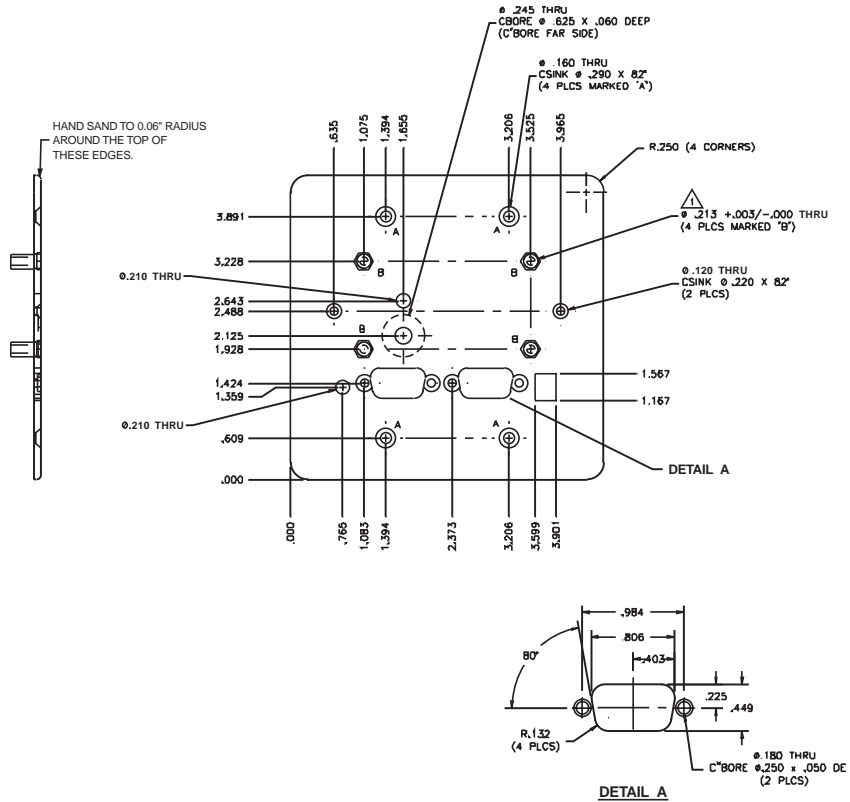 Ø .245 THRU
CBORE Ø .625 X .060 DEEP
(C'BORE FAR SIDE)
Ø .160 THRU
CSINK Ø .290 X 82°
(4 PLCS MARKED "A")
HAND SAND TO 0.06" RADIUS
AROUND THE TOP OF
THESE EDGES.
.635
1.075
1.394
1.655
3.206
3.525
3.965
R.250 (4 CORNERS)
1
Ø .213 +.003/-.000 THRU
(4 PLCS MARKED "B")
3.891
A
A
3.228
B
B
Ø.210 THRU
Ø .120 THRU
CSINK Ø .220 X 82°
(2 PLCS)
2.643
2.488
2.125
B
B
1.928
1.424
1.359
1.567
1.167
Ø.210 THRU
.609
A
A
DETAIL A
.000
.000
.765
1.083
1.394
2.373
3.206
3.599
3.901
.984
.806
.403
80°
.225
.449
R.132
(4 PLCS)
Ø.180 THRU
C"BORE Ø.250 x .050 DE
(2 PLCS)
DETAIL A